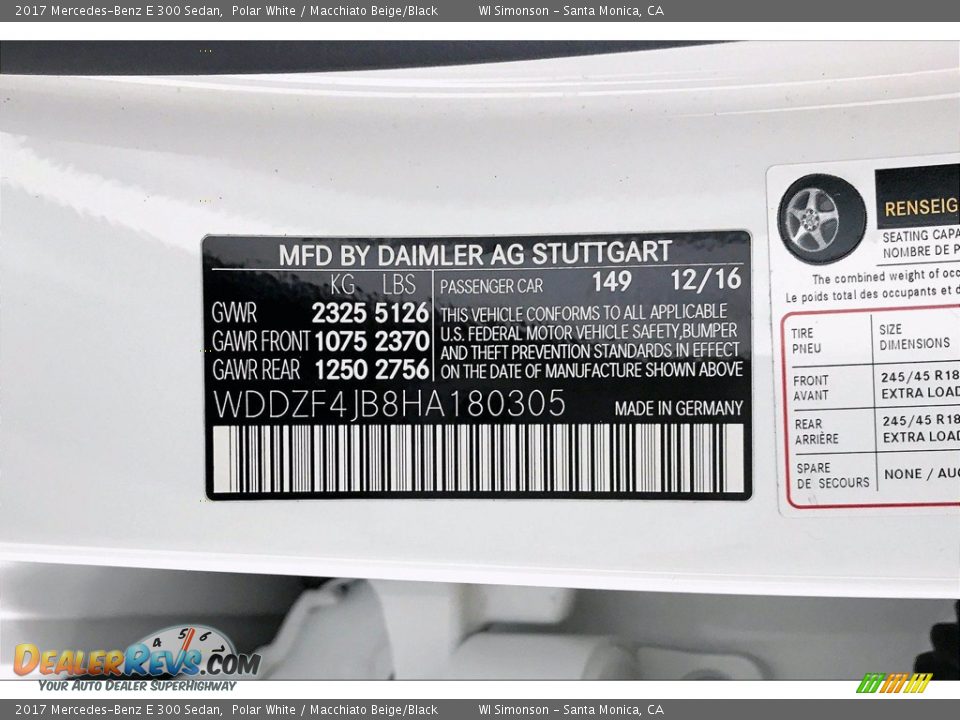 2017 Mercedes-Benz E 300 Sedan, Polar White / Macchiato Beige/Black WI Simonson - Santa Monica, CA
MFD BY DAIMLER AG STUTTGART
KG LBS
GVWR 2325 5126
GAWR FRONT 1075 2370
GAWR REAR 1250 2756
PASSENGER CAR 149 12/16
THIS VEHICLE CONFORMS TO ALL APPLICABLE
U.S. FEDERAL MOTOR VEHICLE SAFETY,BUMPER
AND THEFT PREVENTION STANDARDS IN EFFECT
ON THE DATE OF MANUFACTURE SHOWN ABOVE
WDDZF4JB8HA180305 MADE IN GERMANY
RENSEIG
SEATING CAPA
NOMBRE DE P
The combined weight of occ
Le poids total des occupants et d
TIRE SIZE
PNEU DIMENSIONS
FRONT 245/45 R18
AVANT EXTRA LOAD
REAR 245/45 R18
ARRIÈRE EXTRA LOAD
SPARE NONE / AUC
DE SECOURS
4 5 6
DEALERREVS.COM
YOUR AUTO DEALER SUPERHIGHWAY
2017 Mercedes-Benz E 300 Sedan, Polar White / Macchiato Beige/Black WI Simonson - Santa Monica, CA